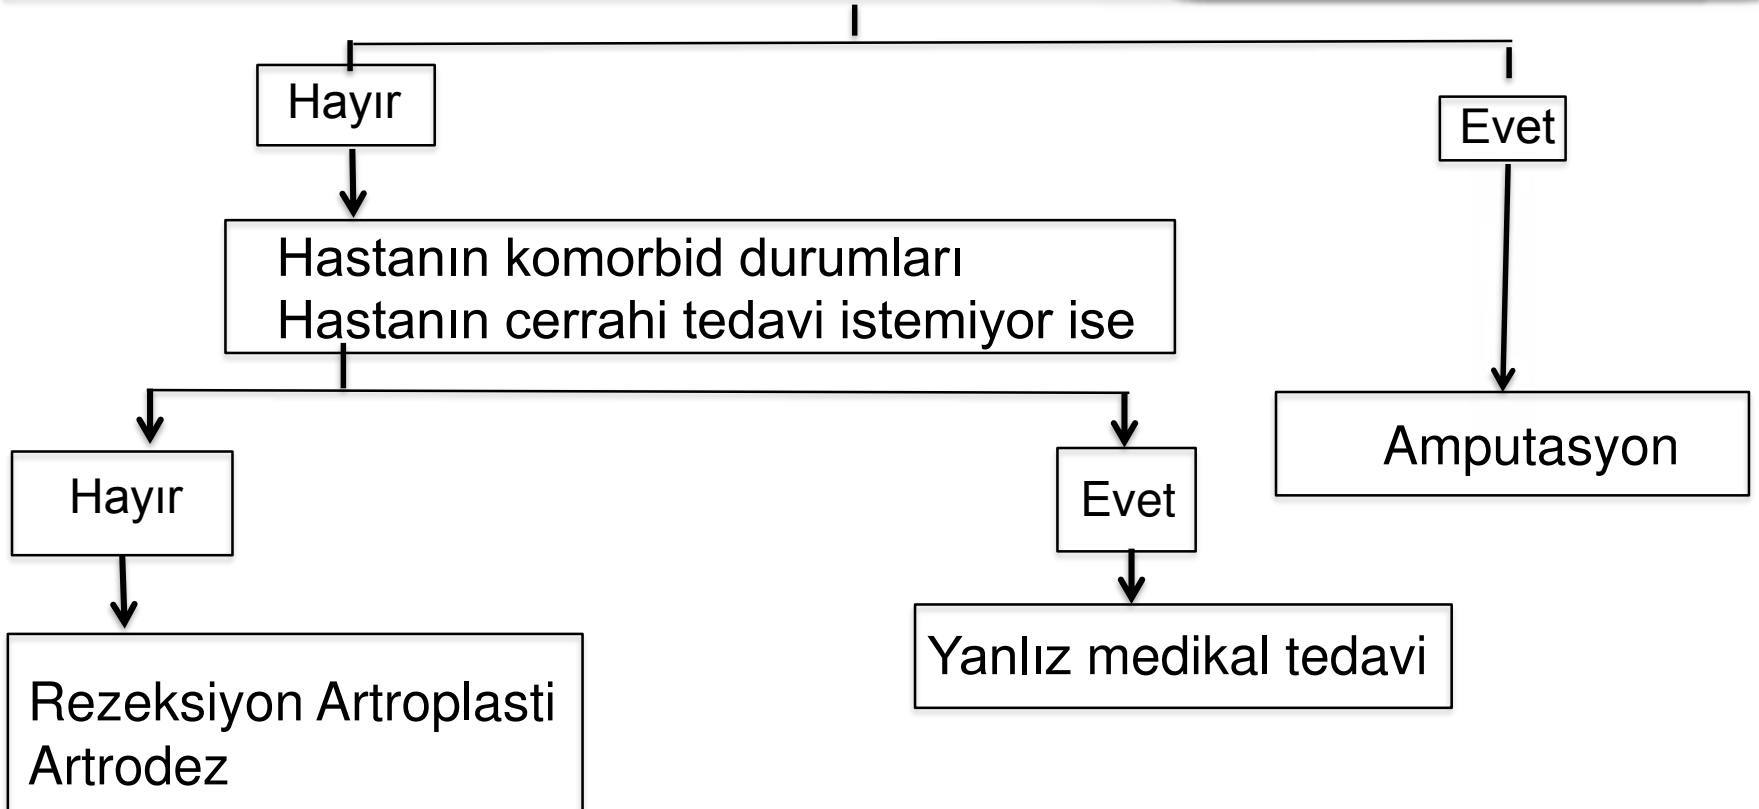 Hayır
Evet
Hastanın komorbid durumları
Hastanın cerrahi tedavi istemiyor ise
Amputasyon
Hayır
Evet
Yanlız medikal tedavi
Rezeksiyon Artroplasti
Artrodez